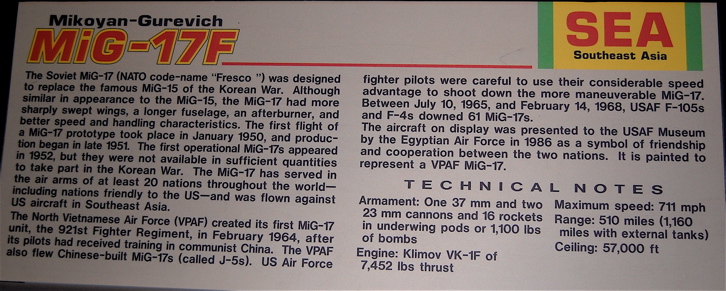 Mikoyan-Gurevich
MiG-17F
SEA
Southeast Asia
The Soviet MiG-17 (NATO code-name "Fresco ") was designed
to replace the famous MiG-15 of the Korean War. Although
similar in appearance to the MiG-15, the MiG-17 had more
sharply swept wings, a longer fuselage, an afterburner, and
better speed and handling characteristics. The first flight of
a MiG-17 prototype took place in January 1950, and produc-
tion began in late 1951. The first operational MiG-17s appeared
in 1952, but they were not available in sufficient quantities
to take part in the Korean War. The MiG-17 has served in
the air arms of at least 20 nations throughout the world—
including nations friendly to the US—and was flown against
US aircraft in Southeast Asia.
The North Vietnamese Air Force (VPAF) created its first MiG-17
unit, the 921st Fighter Regiment, in February 1964, after
its pilots had received training in communist China. The VPAF
also flew Chinese-built MiG-17s (called J-5s). US Air Force
fighter pilots were careful to use their considerable speed
advantage to shoot down the more maneuverable MiG-17.
Between July 10, 1965, and February 14, 1968, USAF F-105s
and F-4s downed 61 MiG-17s.
The aircraft on display was presented to the USAF Museum
by the Egyptian Air Force in 1986 as a symbol of friendship
and cooperation between the two nations. It is painted to
represent a VPAF MiG-17.
TECHNICAL NOTES
Armament: One 37 mm and two
23 mm cannons and 16 rockets
in underwing pods or 1,100 lbs
of bombs
Engine: Klimov VK-1F of
7,452 lbs thrust
Maximum speed: 711 mph
Range: 510 miles (1,160
miles with external tanks)
Ceiling: 57,000 ft